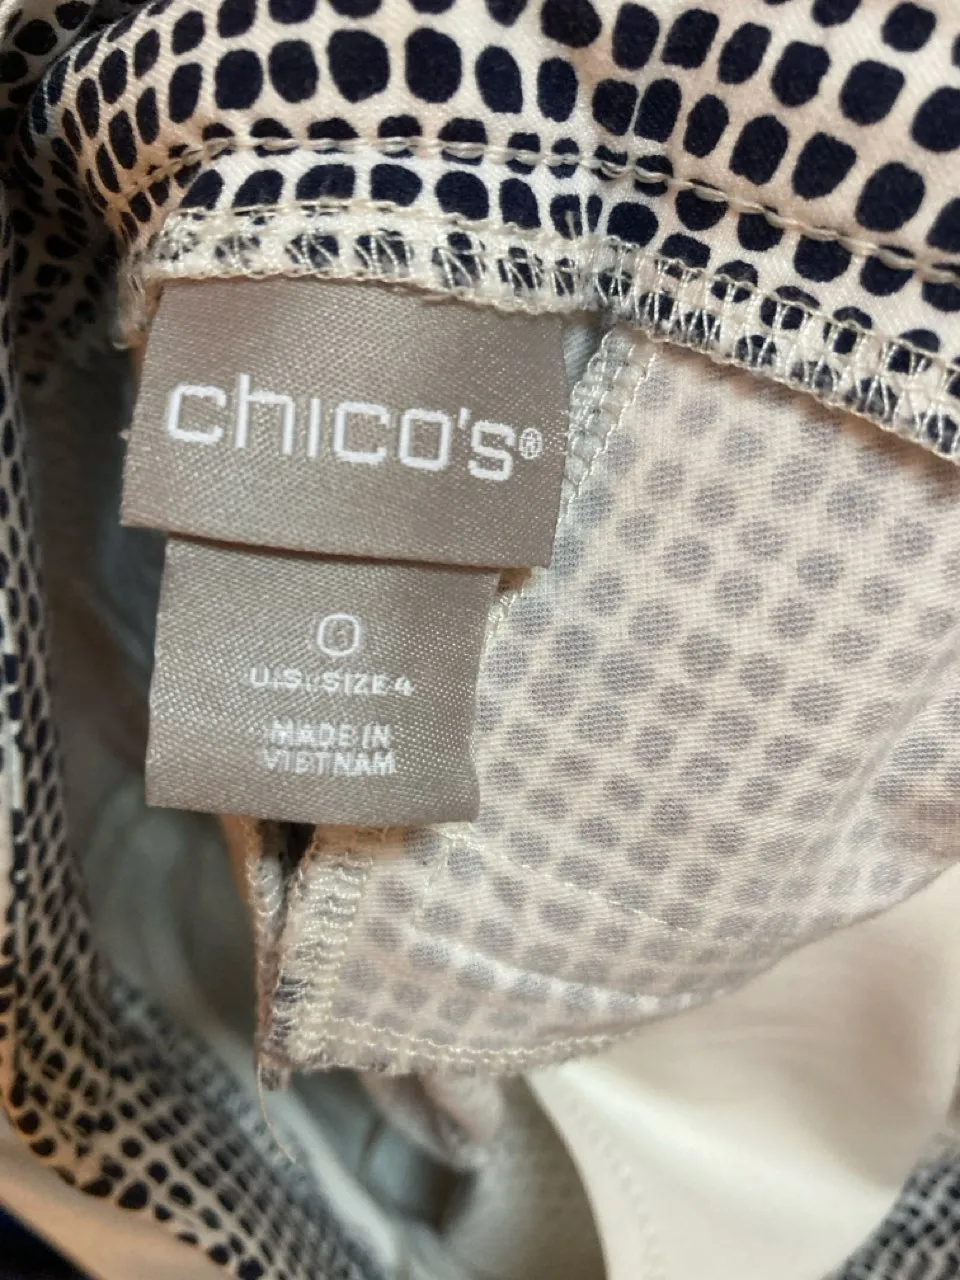 chico's®
0
U.S. SIZE 4
MADE IN
VIETNAM